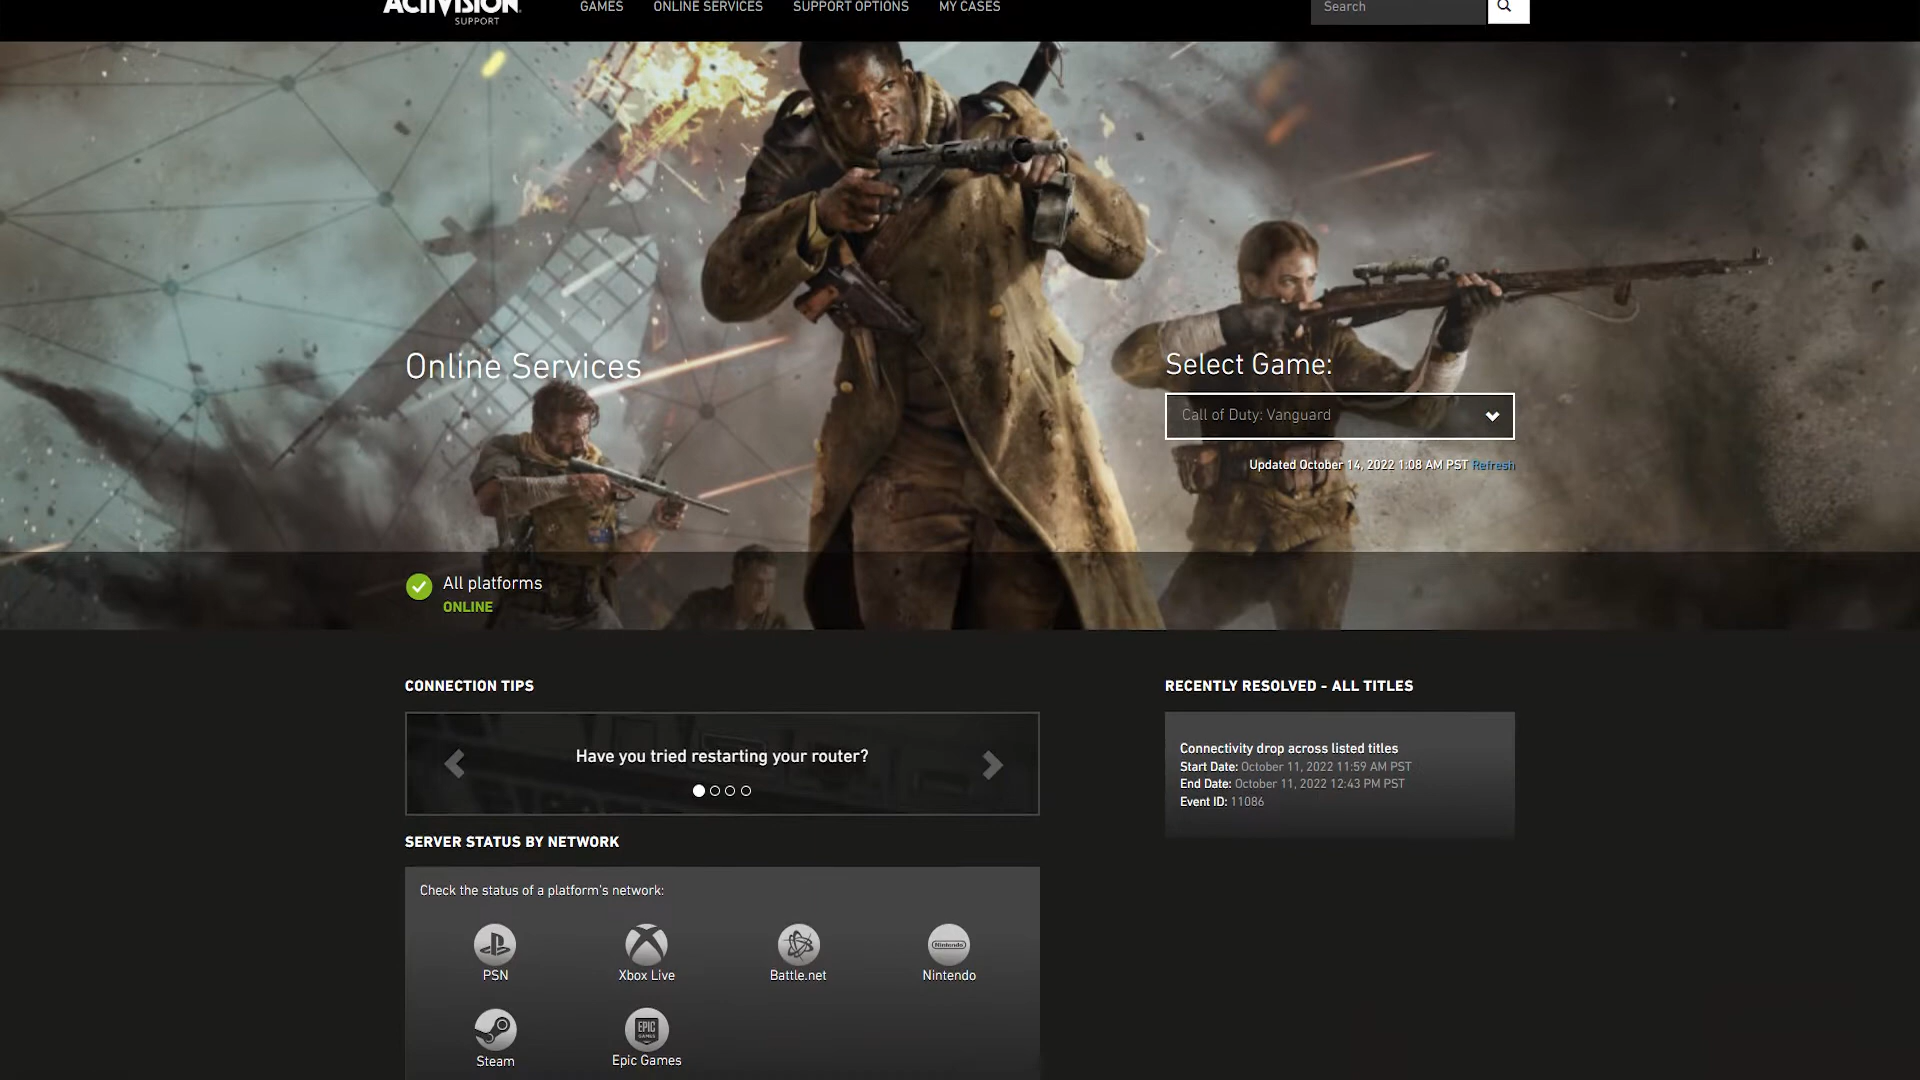 ACTIVISION
SUPPORT
GAMES
ONLINE SERVICES
SUPPORT OPTIONS
MY CASES
Search
Online Services
Select Game:
Call of Duty: Vanguard
Updated October 14, 2022 1:08 AM PST Refresh
All platforms
ONLINE
CONNECTION TIPS
Have you tried restarting your router?
SERVER STATUS BY NETWORK
Check the status of a platform's network:
PSN
Xbox Live
Battle.net
Nintendo
Nintendo
EPIC
GAMES
Steam
Epic Games
RECENTLY RESOLVED - ALL TITLES
Connectivity drop across listed titles
Start Date: October 11, 2022 11:59 AM PST
End Date: October 11, 2022 12:43 PM PST
Event ID: 11086